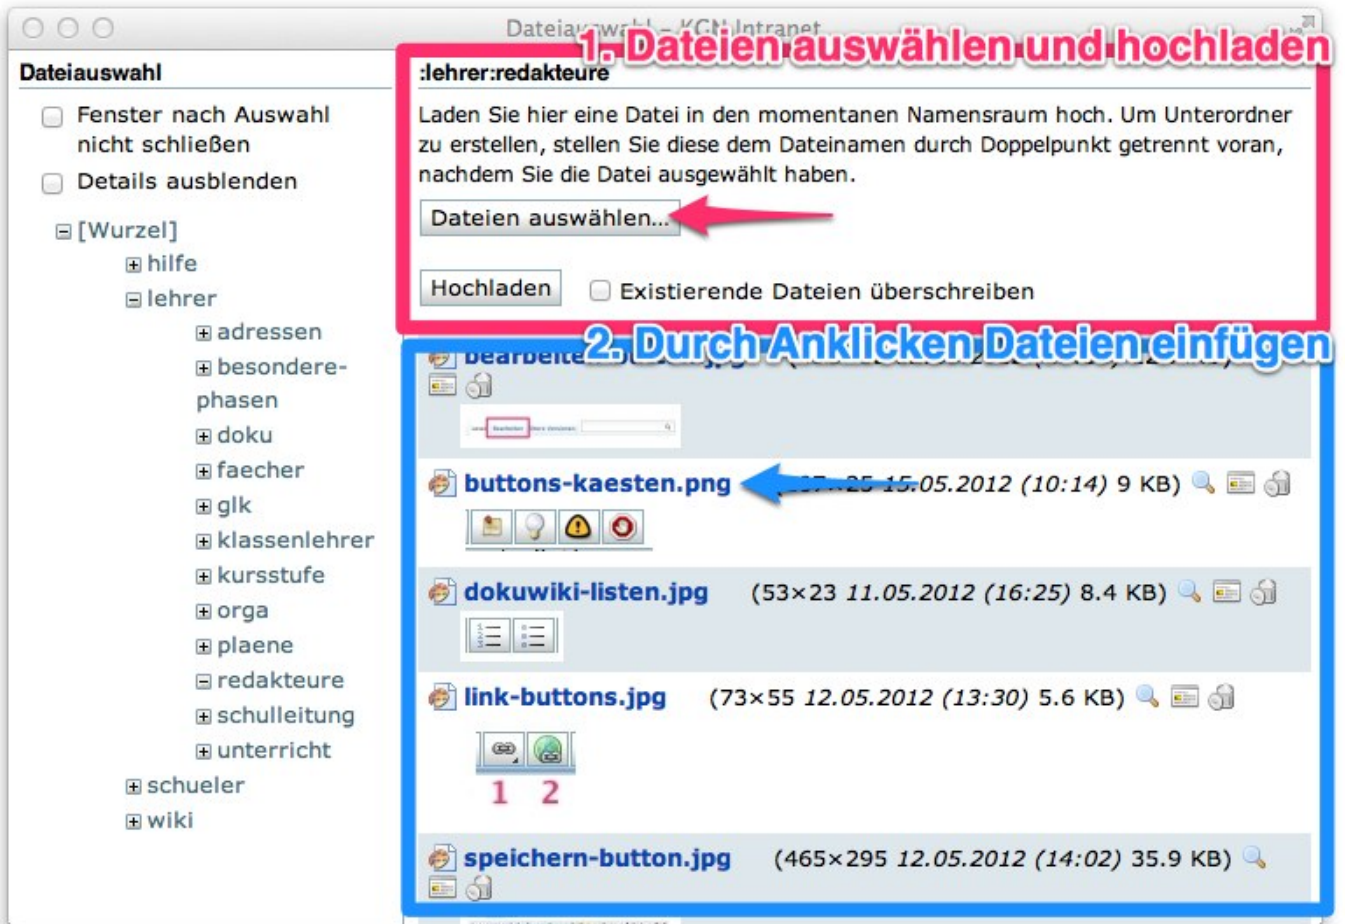 Dateiauswahl – KGN Intranet
1. Dateien auswählen und hochladen
Dateiauswahl
Fenster nach Auswahl
nicht schließen
Details ausblenden
[Wurzel]
hilfe
lehrer
adressen
besondere-
phasen
doku
faecher
glk
klassenlehrer
kursstufe
orga
plaene
redakteure
schulleitung
unterricht
schueler
wiki
:lehrer:redakteure
Laden Sie hier eine Datei in den momentanen Namensraum hoch. Um Unterordner
zu erstellen, stellen Sie diese dem Dateinamen durch Doppelpunkt getrennt voran,
nachdem Sie die Datei ausgewählt haben.
Dateien auswählen...
Hochladen
Existierende Dateien überschreiben
2. Durch Anklicken Dateien einfügen
buttons-kaesten.png 15.05.2012 (10:14) 9 KB)
dokuwiki-listen.jpg (53×23 11.05.2012 (16:25) 8.4 KB)
link-buttons.jpg (73×55 12.05.2012 (13:30) 5.6 KB)
1 2
speichern-button.jpg (465×295 12.05.2012 (14:02) 35.9 KB)